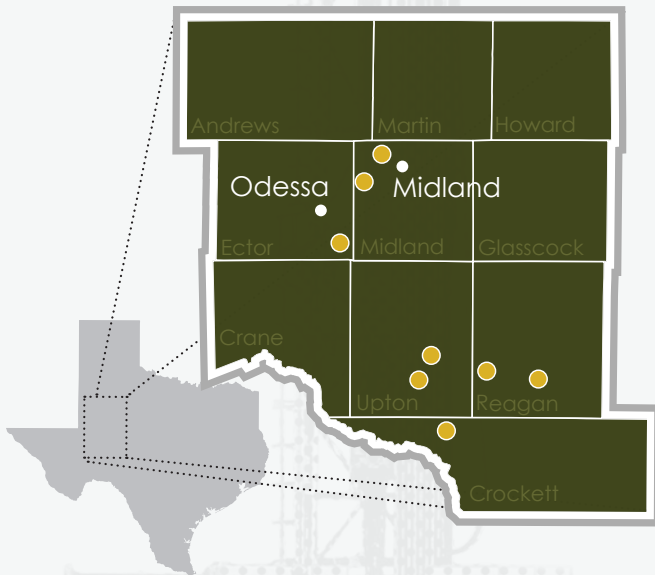 Andrews Martin Howard
Odessa Midland
Ector Midland Glasscock
Crane
Upton Reagan
Crockett